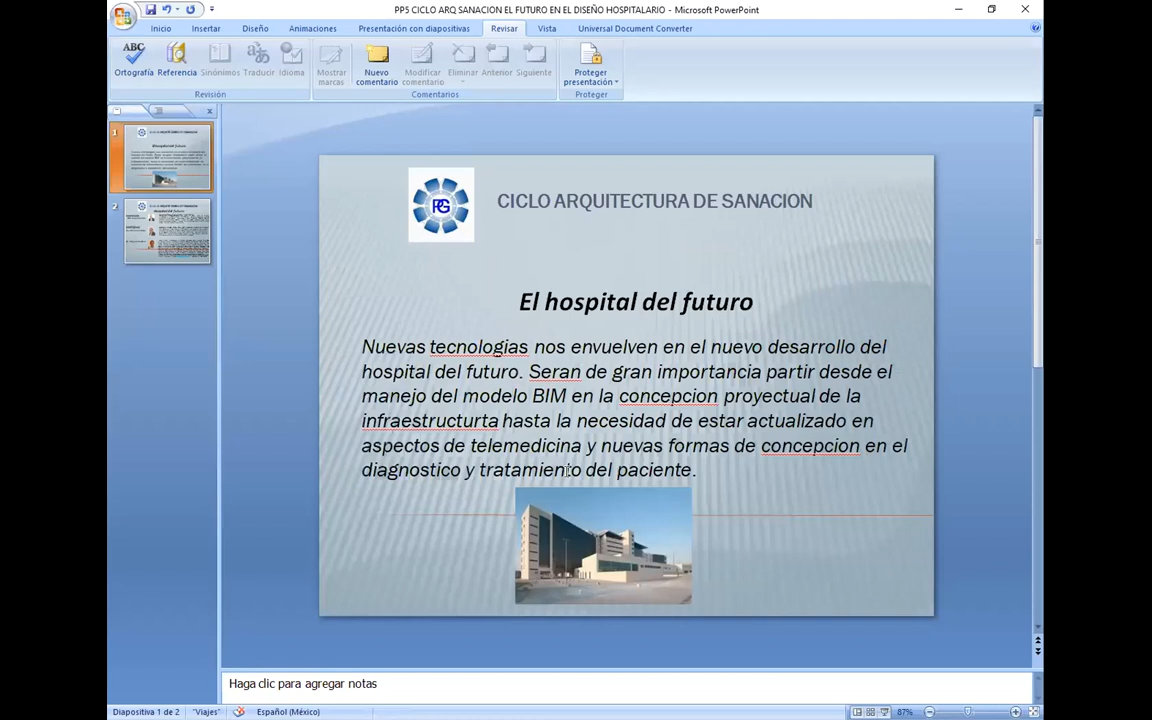 PP5 CICLO ARQ SANACION EL FUTURO EN EL DISEÑO HOSPITALARIO - Microsoft PowerPoint
Inicio Insertar Diseño Animaciones Presentación con diapositivas Revisar Vista Universal Document Converter
ABC
Ortografía Referencia Sinónimos Traducir Idioma
Mostrar marcas
Nuevo comentario
Modificar comentario
Eliminar Anterior Siguiente
Proteger presentación
Revisión Comentarios Proteger
1
2
PG
CICLO ARQUITECTURA DE SANACION
El hospital del futuro
Nuevas tecnologias nos envuelven en el nuevo desarrollo del
hospital del futuro. Seran de gran importancia partir desde el
manejo del modelo BIM en la concepcion proyectual de la
infraestructurta hasta la necesidad de estar actualizado en
aspectos de telemedicina y nuevas formas de concepcion en el
diagnostico y tratamiento del paciente.
Haga clic para agregar notas
Diapositiva 1 de 2 "Viajes" Español (México) 87%